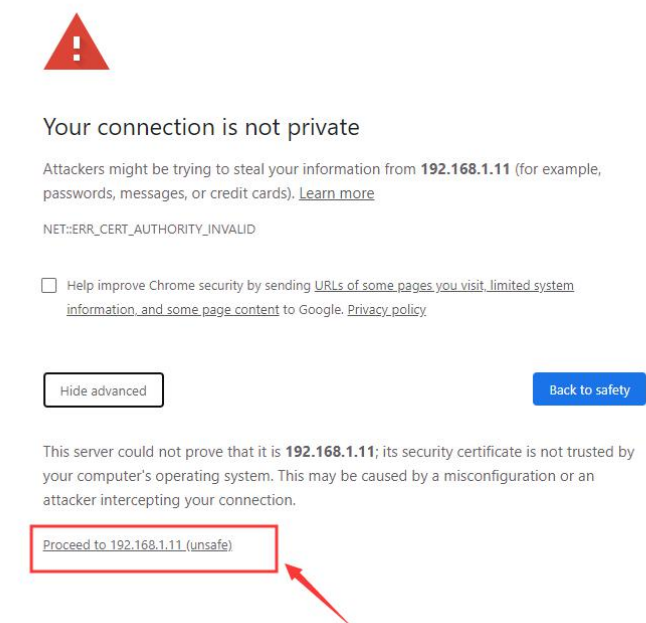 Your connection is not private
Attackers might be trying to steal your information from 192.168.1.11 (for example,
passwords, messages, or credit cards). Learn more
NET::ERR_CERT_AUTHORITY_INVALID
Help improve Chrome security by sending URLs of some pages you visit, limited system
information, and some page content to Google. Privacy policy
Hide advanced
Back to safety
This server could not prove that it is 192.168.1.11; its security certificate is not trusted by
your computer's operating system. This may be caused by a misconfiguration or an
attacker intercepting your connection.
Proceed to 192.168.1.11 (unsafe)